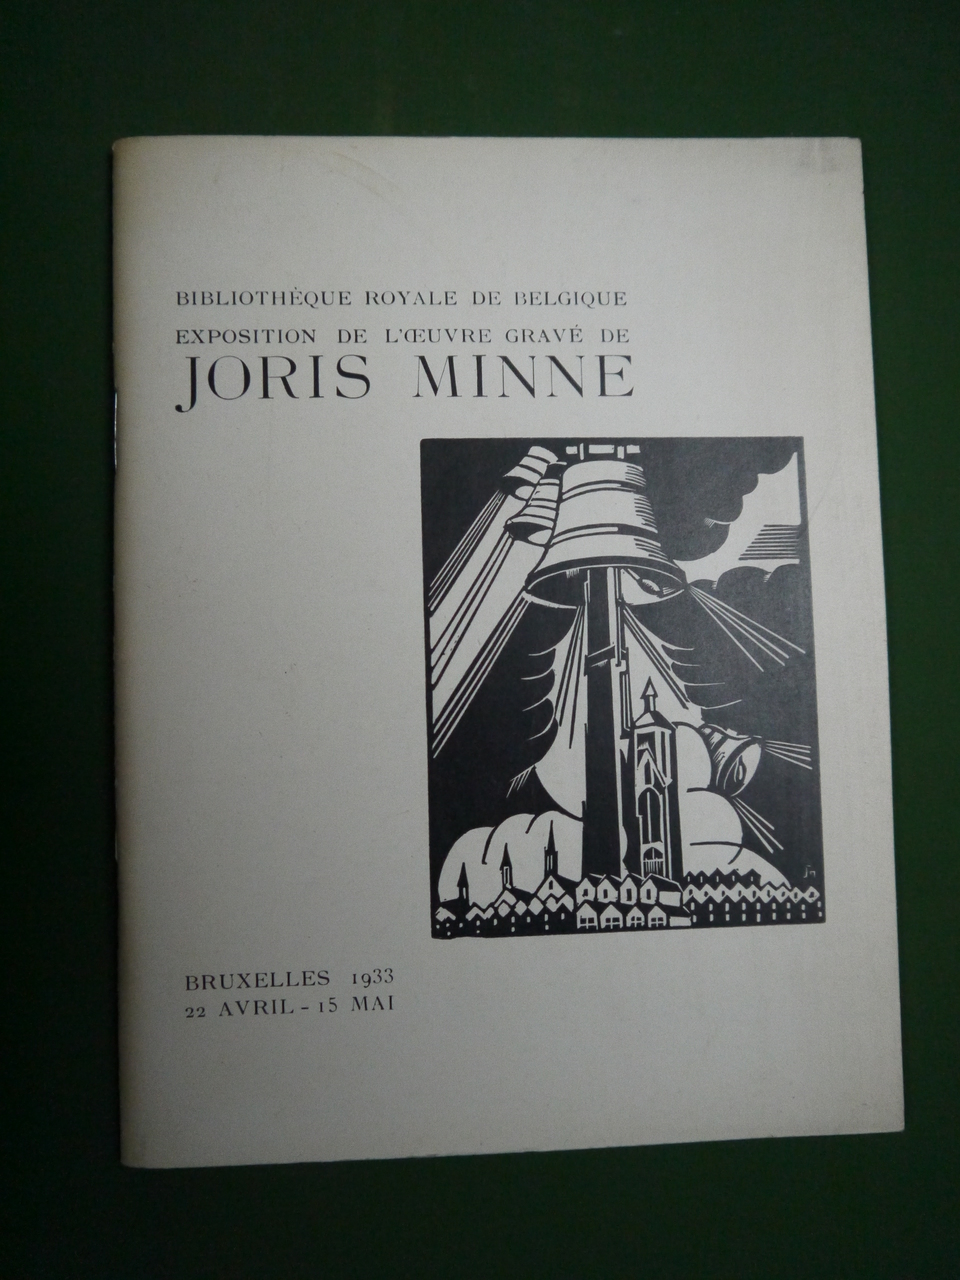 BIBLIOTHÈQUE ROYALE DE BELGIQUE
EXPOSITION DE L'ŒUVRE GRAVÉ DE
JORIS MINNE
BRUXELLES 1933
22 AVRIL - 15 MAI